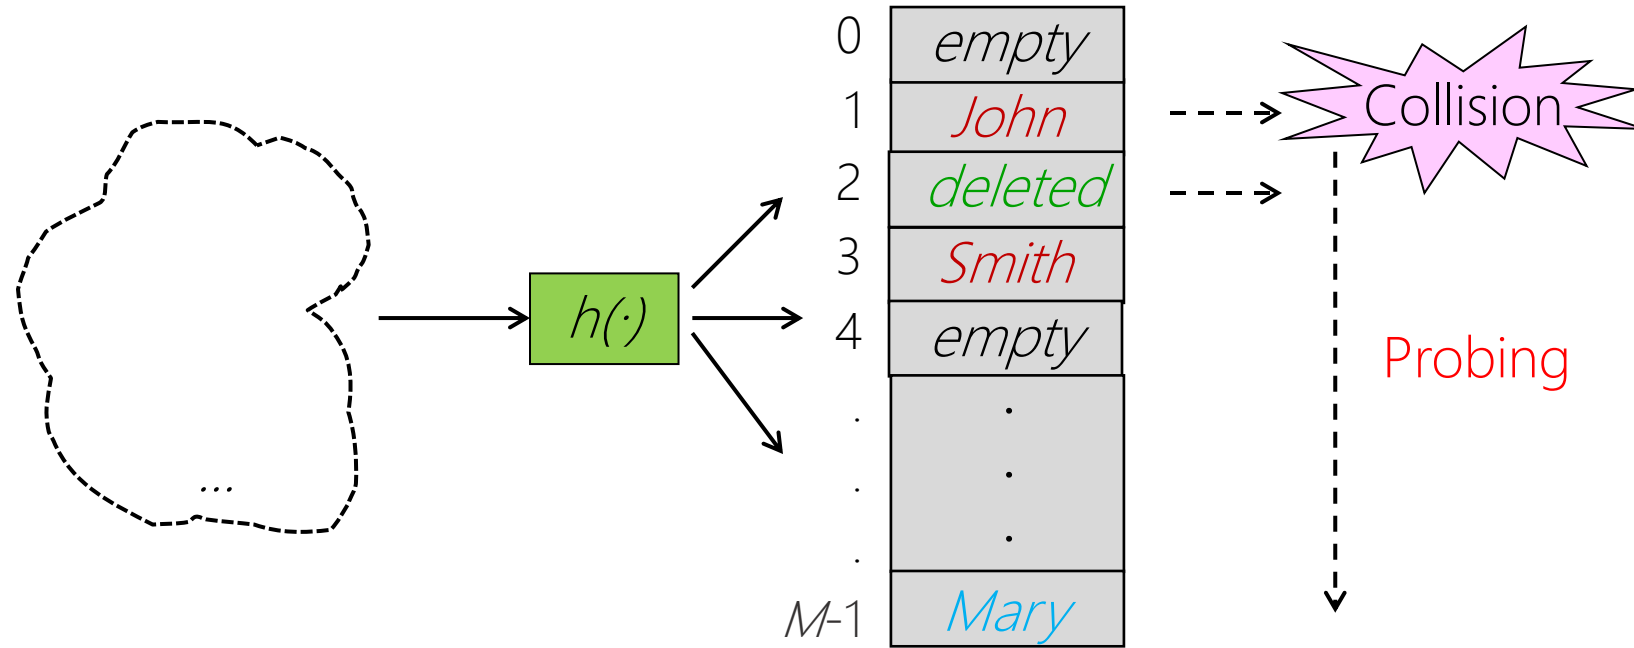 0 empty
1 John
2 deleted
3 Smith
4 empty
. .
. .
. .
M-1 Mary
...
h(·)
Collision
Probing